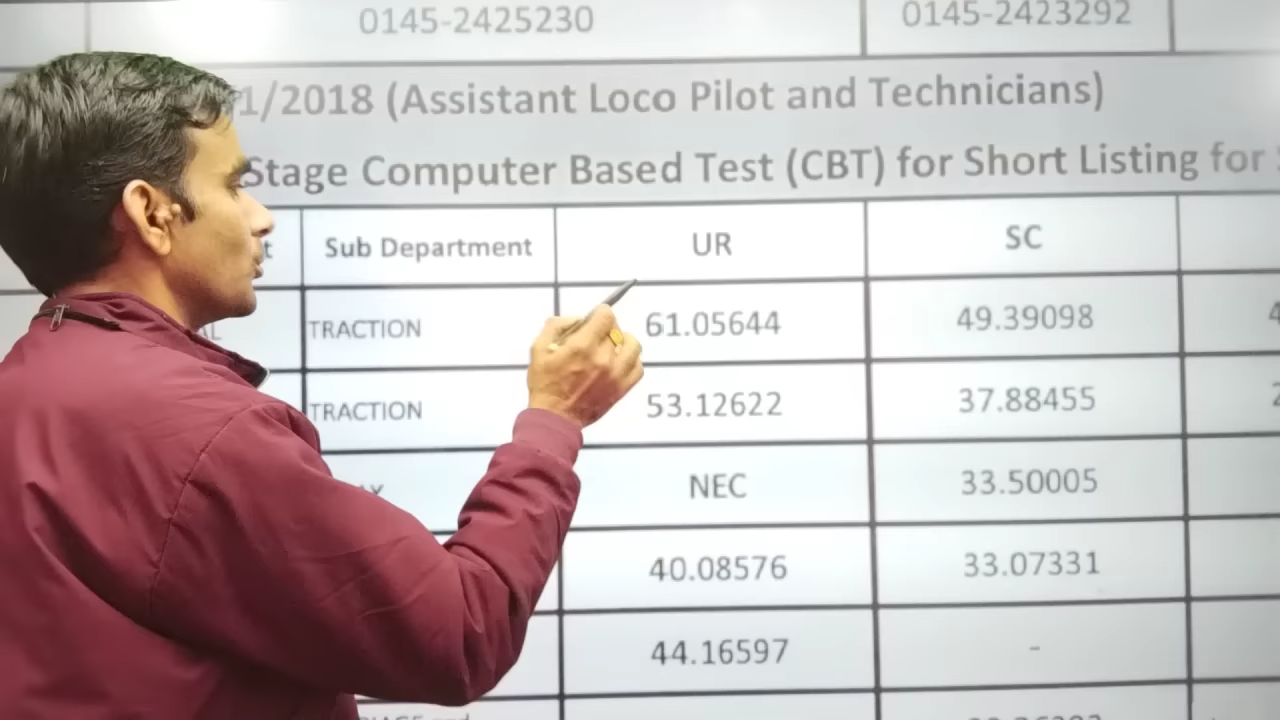 0145-2425230 0145-2423292
1/2018 (Assistant Loco Pilot and Technicians)
Stage Computer Based Test (CBT) for Short Listing for
Sub Department UR SC
TRACTION 61.05644 49.39098
TRACTION 53.12622 37.88455
NEC 33.50005
40.08576 33.07331
44.16597 -